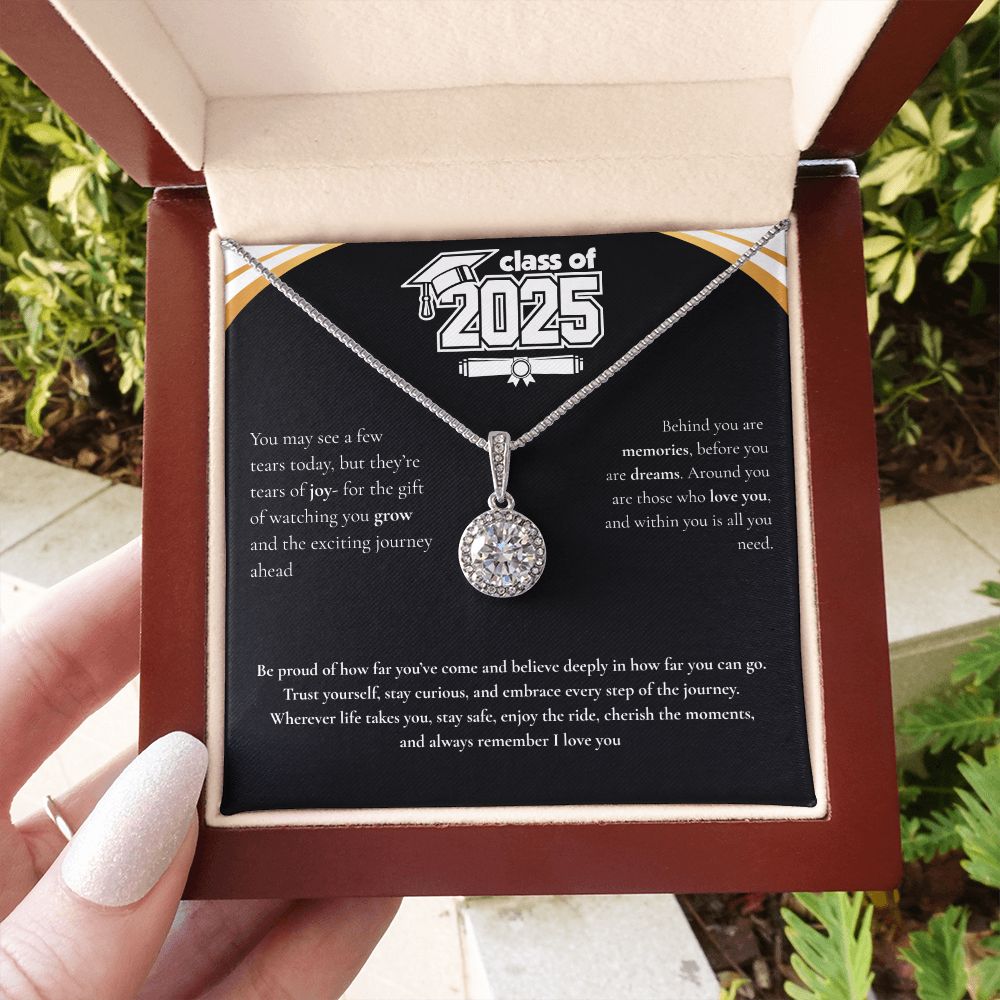 class of
2025
You may see a few
tears today, but they're
tears of joy- for the gift
of watching you grow
and the exciting journey
ahead
Behind you are
memories, before you
are dreams. Around you
are those who love you,
and within you is all you
need.
Be proud of how far you've come and believe deeply in how far you can go.
Trust yourself, stay curious, and embrace every step of the journey.
Wherever life takes you, stay safe, enjoy the ride, cherish the moments,
and always remember I love you